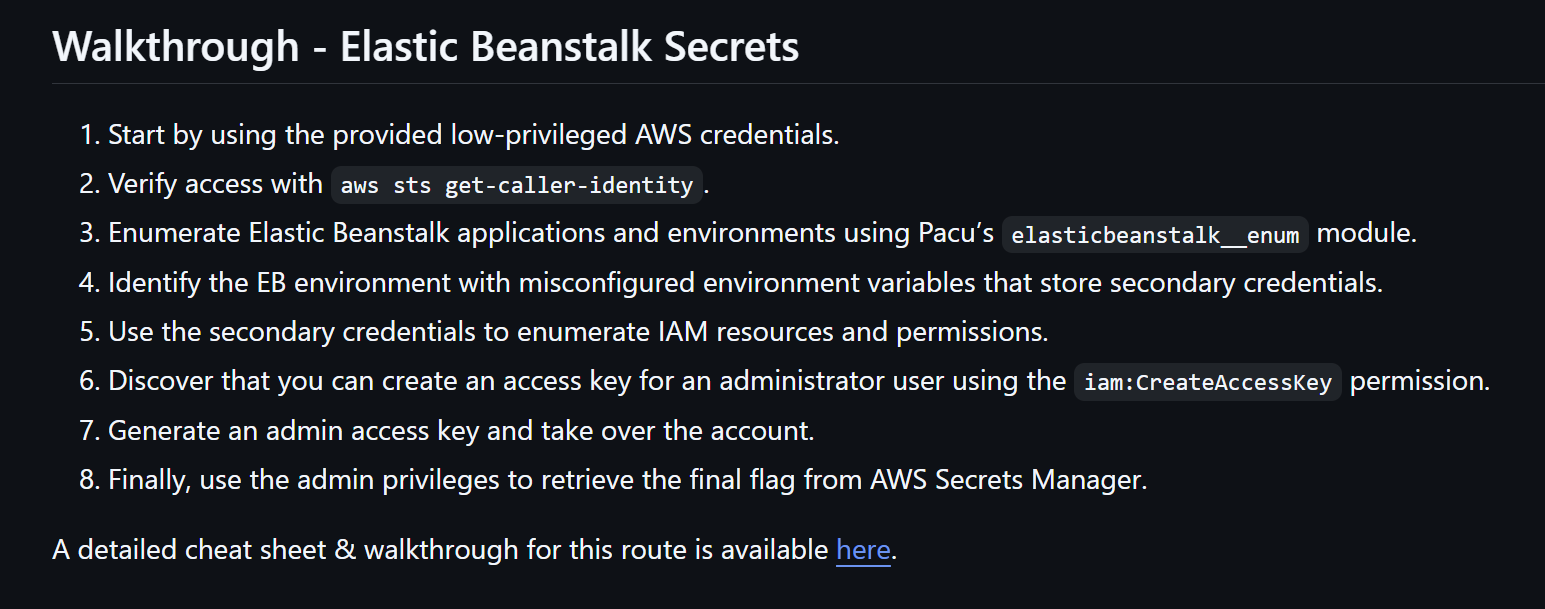 Walkthrough - Elastic Beanstalk Secrets
1. Start by using the provided low-privileged AWS credentials.
2. Verify access with aws sts get-caller-identity.
3. Enumerate Elastic Beanstalk applications and environments using Pacu’s elasticbeanstalk__enum module.
4. Identify the EB environment with misconfigured environment variables that store secondary credentials.
5. Use the secondary credentials to enumerate IAM resources and permissions.
6. Discover that you can create an access key for an administrator user using the iam:CreateAccessKey permission.
7. Generate an admin access key and take over the account.
8. Finally, use the admin privileges to retrieve the final flag from AWS Secrets Manager.
A detailed cheat sheet & walkthrough for this route is available here.